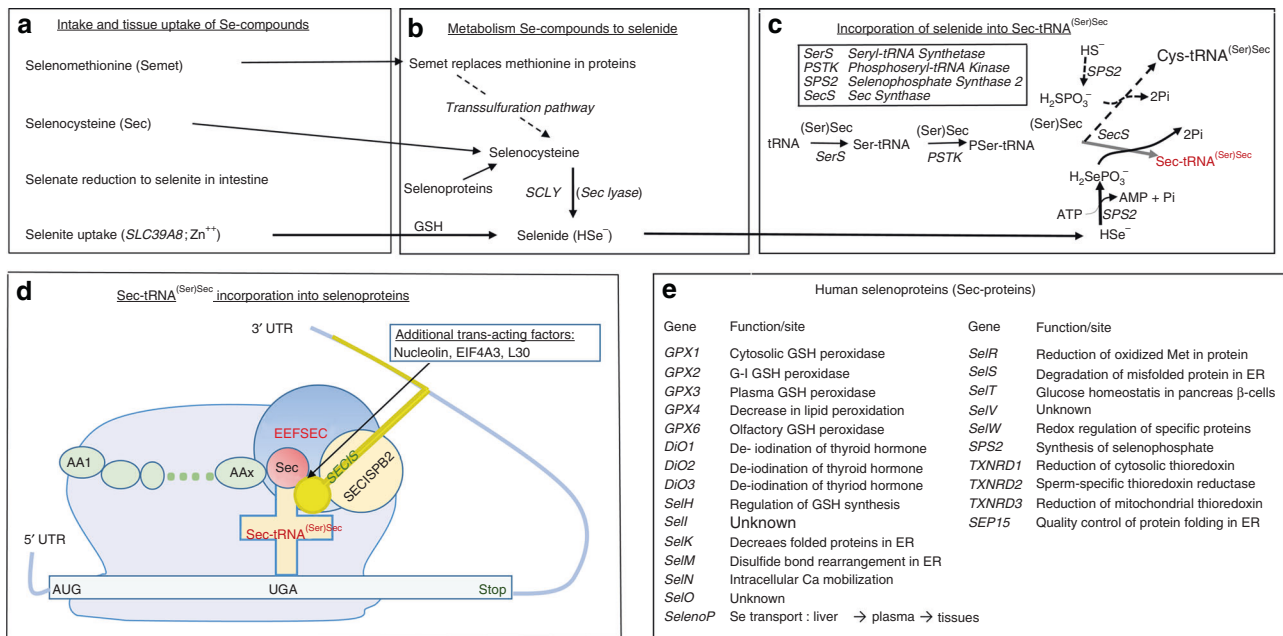 a Intake and tissue uptake of Se-compounds
Selenomethionine (Semet)
Selenocysteine (Sec)
Selenate reduction to selenite in intestine
Selenite uptake (SLC39A8; Zn++)
b Metabolism Se-compounds to selenide
Semet replaces methionine in proteins
Transsulfuration pathway
Selenocysteine
Selenoproteins
SCLY (Sec lyase)
GSH
Selenide (HSe−)
c Incorporation of selenide into Sec-tRNA(Ser)Sec
SerS Seryl-tRNA Synthetase
PSTK Phosphoseryl-tRNA Kinase
SPS2 Selenophosphate Synthase 2
SecS Sec Synthase
HS−
SPS2
Cys-tRNA(Ser)Sec
H2SPO3−
2Pi
(Ser)Sec (Ser)Sec (Ser)Sec
tRNA Ser-tRNA PSer-tRNA
SerS PSTK
SecS
2Pi
Sec-tRNA(Ser)Sec
H2SePO3−
ATP
AMP + Pi
SPS2
HSe−
d Sec-tRNA(Ser)Sec incorporation into selenoproteins
3′ UTR
Additional trans-acting factors:
Nucleolin, EIF4A3, L30
EEFSEC
AA1
AAx
Sec
SECIS
SECISPB2
Sec-tRNA(Ser)Sec
5′ UTR
AUG UGA Stop
e Human selenoproteins (Sec-proteins)
Gene Function/site
GPX1 Cytosolic GSH peroxidase
GPX2 G-I GSH peroxidase
GPX3 Plasma GSH peroxidase
GPX4 Decrease in lipid peroxidation
GPX6 Olfactory GSH peroxidase
DiO1 De- iodination of thyroid hormone
DiO2 De-iodination of thyroid hormone
DiO3 De-iodination of thyriod hormone
SelH Regulation of GSH synthesis
SelI Unknown
SelK Decreaes folded proteins in ER
SelM Disulfide bond rearrangement in ER
SelN Intracellular Ca mobilization
SelO Unknown
SelenoP Se transport : liver → plasma → tissues
Gene Function/site
SelR Reduction of oxidized Met in protein
SelS Degradation of misfolded protein in ER
SelT Glucose homeostatis in pancreas β-cells
SelV Unknown
SelW Redox regulation of specific proteins
SPS2 Synthesis of selenophosphate
TXNRD1 Reduction of cytosolic thioredoxin
TXNRD2 Sperm-specific thioredoxin reductase
TXNRD3 Reduction of mitochondrial thioredoxin
SEP15 Quality control of protein folding in ER